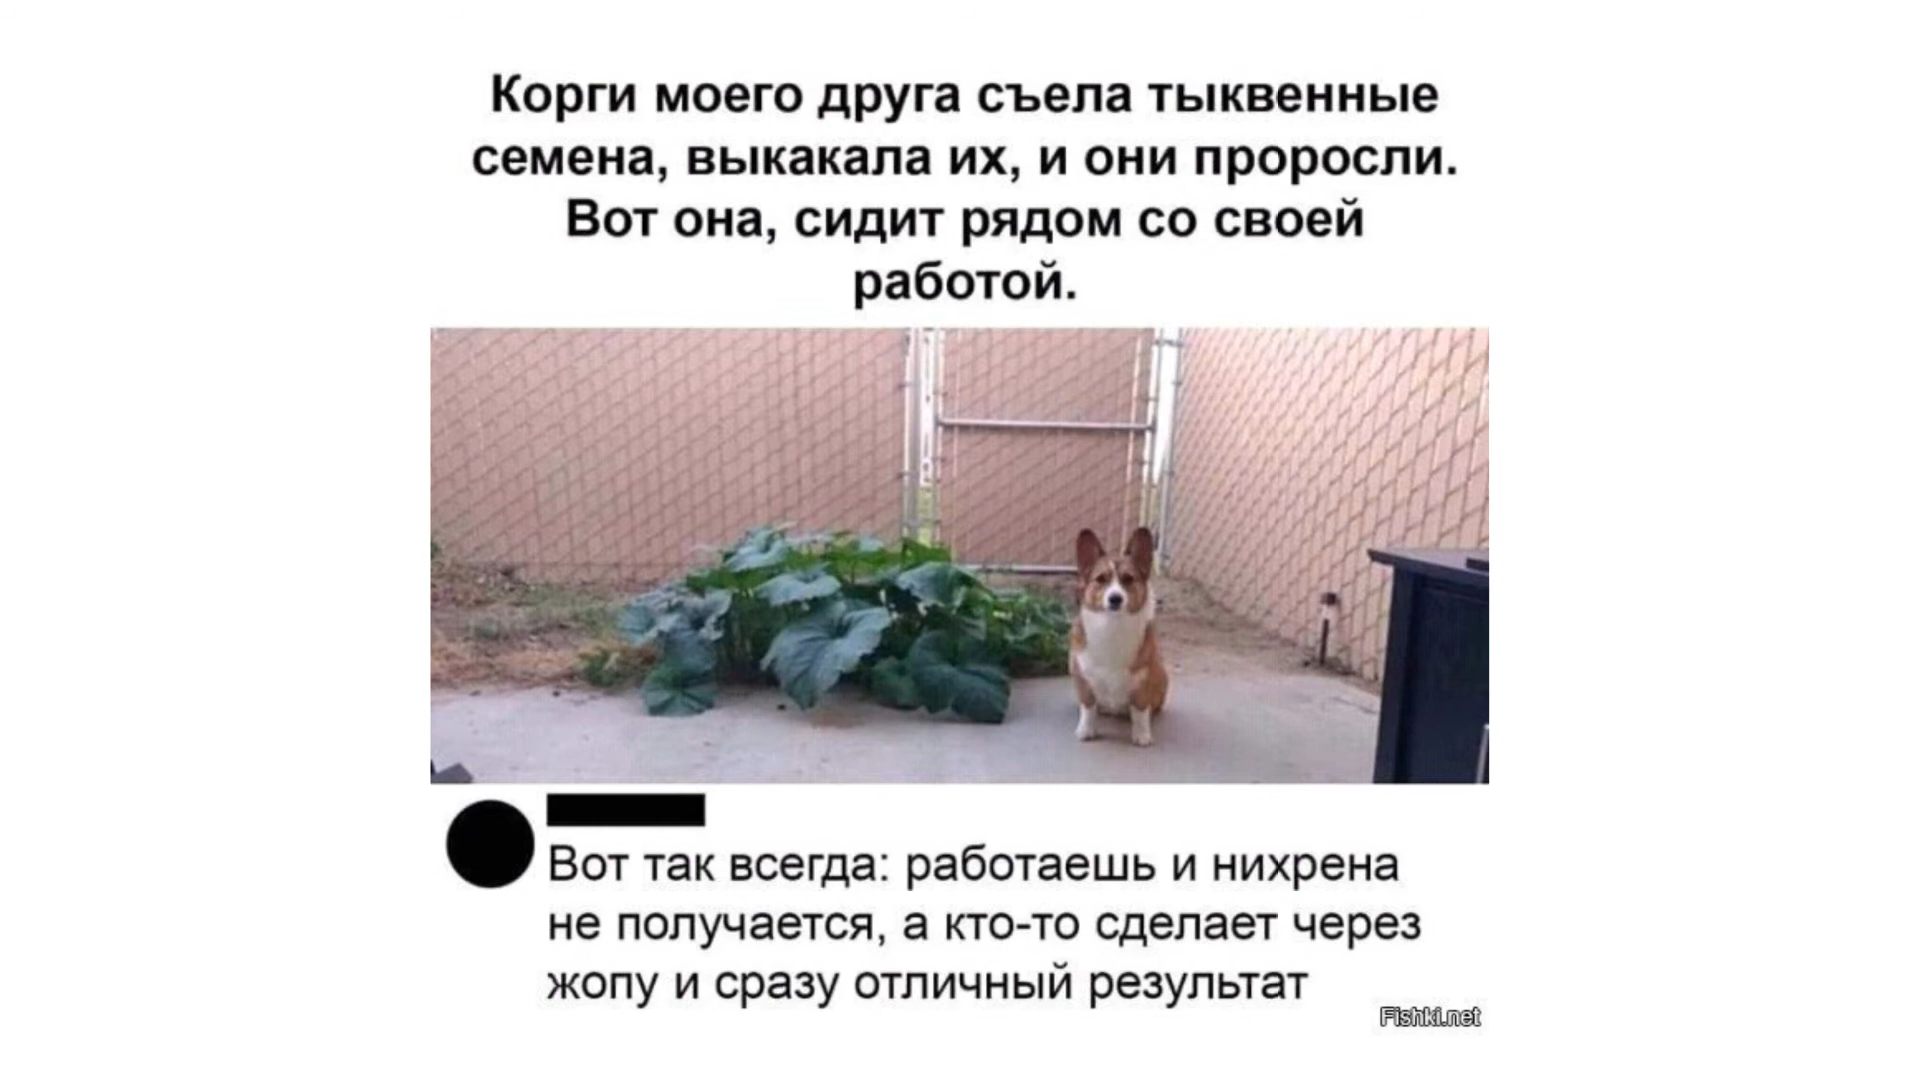 Корги моего друга съела тыквенные
семена, выкакала их, и они проросли.
Вот она, сидит рядом со своей
работой.
Вот так всегда: работаешь и нихрена
не получается, а кто-то сделает через
жопу и сразу отличный результат
Fishki.net